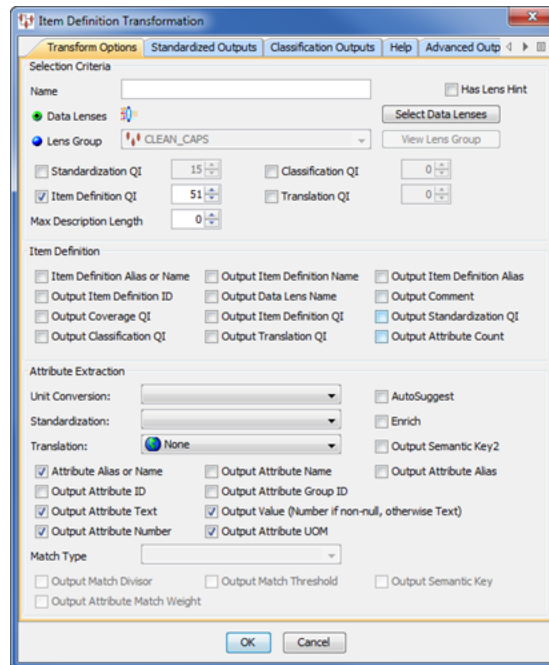 Item Definition Transformation
Transform Options Standardized Outputs Classification Outputs Help Advanced Outp
Selection Criteria
Name Has Lens Hint
Data Lenses Select Data Lenses
Lens Group CLEAN_CAPS View Lens Group
Standardization QI 15 Classification QI 0
Item Definition QI 51 Translation QI 0
Max Description Length 0
Item Definition
Item Definition Alias or Name Output Item Definition Name Output Item Definition Alias
Output Item Definition ID Output Data Lens Name Output Comment
Output Coverage QI Output Item Definition QI Output Standardization QI
Output Classification QI Output Translation QI Output Attribute Count
Attribute Extraction
Unit Conversion: AutoSuggest
Standardization: Enrich
Translation: None Output Semantic Key2
Attribute Alias or Name Output Attribute Name Output Attribute Alias
Output Attribute ID Output Attribute Group ID
Output Attribute Text Output Value (Number if non-null, otherwise Text)
Output Attribute Number Output Attribute UOM
Match Type
Output Match Divisor Output Match Threshold Output Semantic Key
Output Attribute Match Weight
OK Cancel